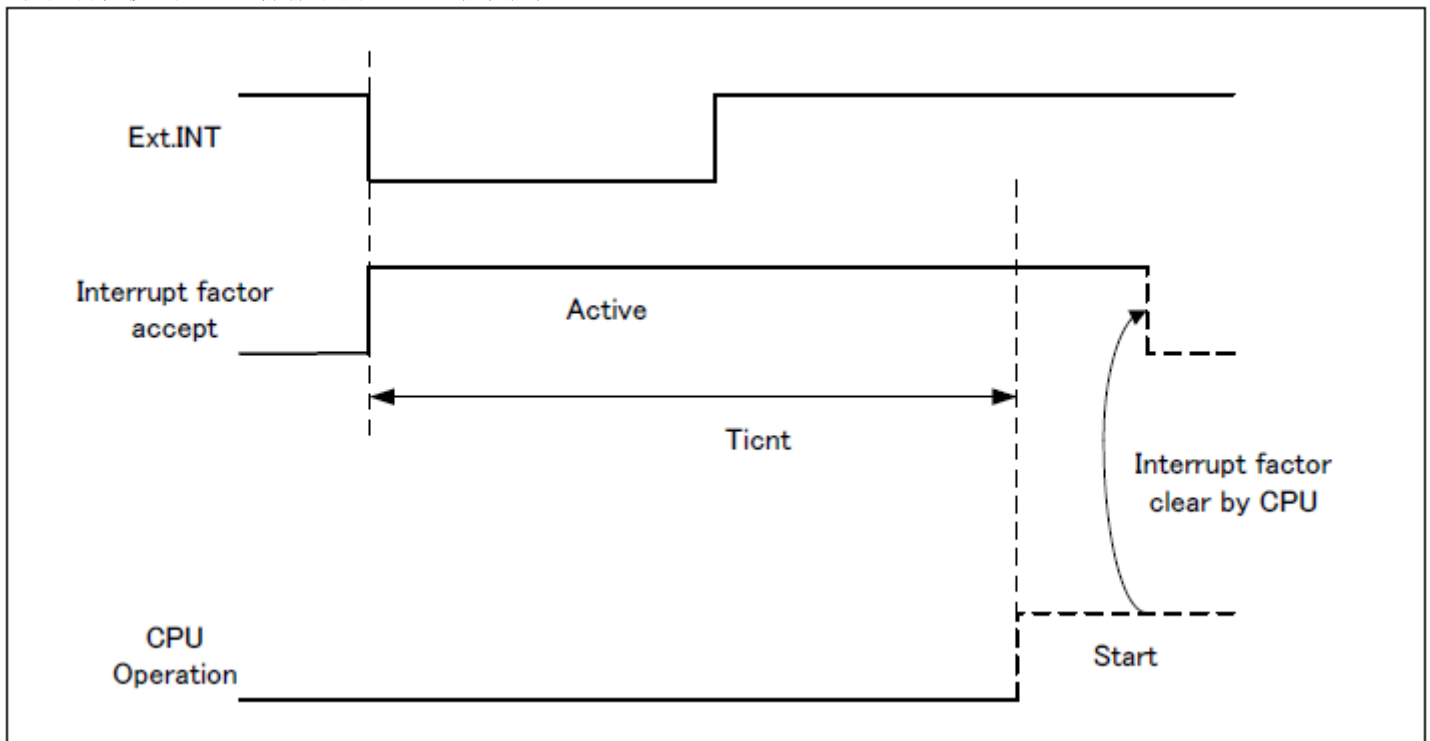 Ext.INT
Interrupt factor
accept
Active
Ticnt
Interrupt factor
clear by CPU
CPU
Operation
Start